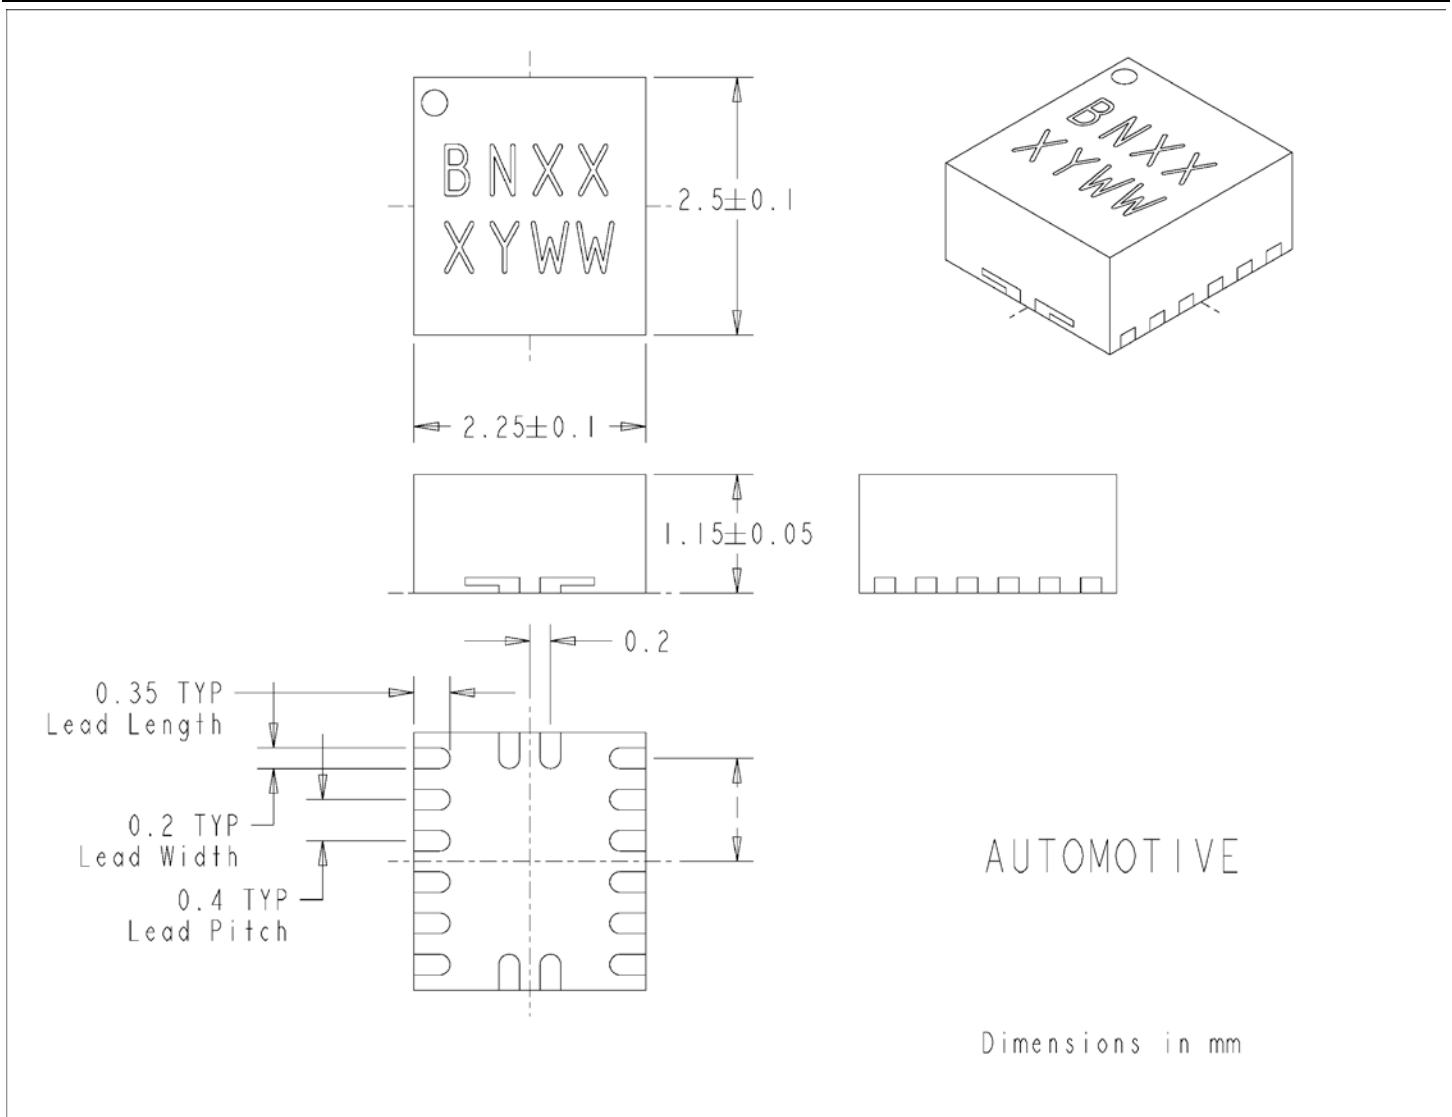 BNXX
XYWW
2.5±0.1
BNXX
XYWW
2.25±0.1
1.15±0.05
0.2
0.35 TYP
Lead Length
0.2 TYP
Lead Width
0.4 TYP
Lead Pitch
AUTOMOTIVE
Dimensions in mm